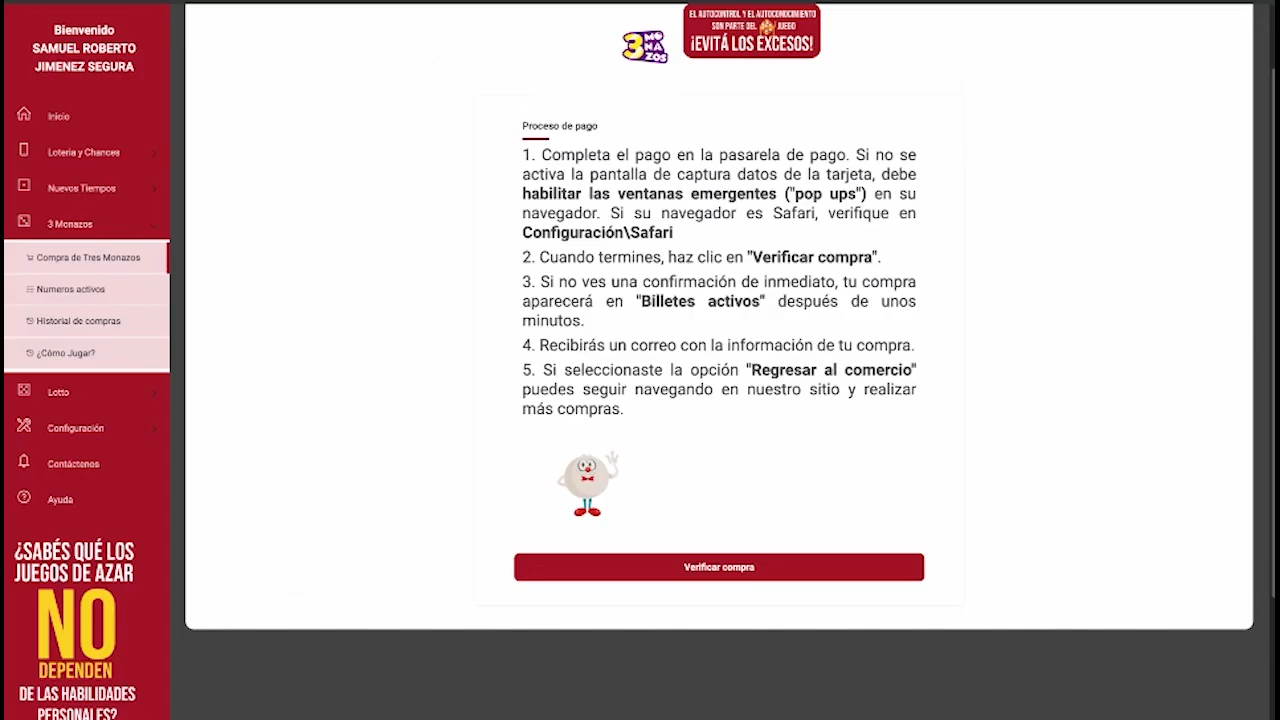 Bienvenido
SAMUEL ROBERTO
JIMENEZ SEGURA
Inicio
Lotería y Chances
Nuevos Tiempos
3 Monazos
Compra de Tres Monazos
Numeros activos
Historial de compras
¿Cómo Jugar?
Lotto
Configuración
Contáctenos
Ayuda
¿SABÉS QUÉ LOS
JUEGOS DE AZAR
NO
DEPENDEN
DE LAS HABILIDADES
PERSONALES?
3 MO
NA
ZOS
EL AUTOCONTROL Y EL AUTOCONOCIMIENTO
SON PARTE DEL JUEGO
¡EVITÁ LOS EXCESOS!
Proceso de pago
1. Completa el pago en la pasarela de pago. Si no se
activa la pantalla de captura datos de la tarjeta, debe
habilitar las ventanas emergentes ("pop ups") en su
navegador. Si su navegador es Safari, verifique en
Configuración\Safari
2. Cuando termines, haz clic en "Verificar compra".
3. Si no ves una confirmación de inmediato, tu compra
aparecerá en "Billetes activos" después de unos
minutos.
4. Recibirás un correo con la información de tu compra.
5. Si seleccionaste la opción "Regresar al comercio"
puedes seguir navegando en nuestro sitio y realizar
más compras.
Verificar compra